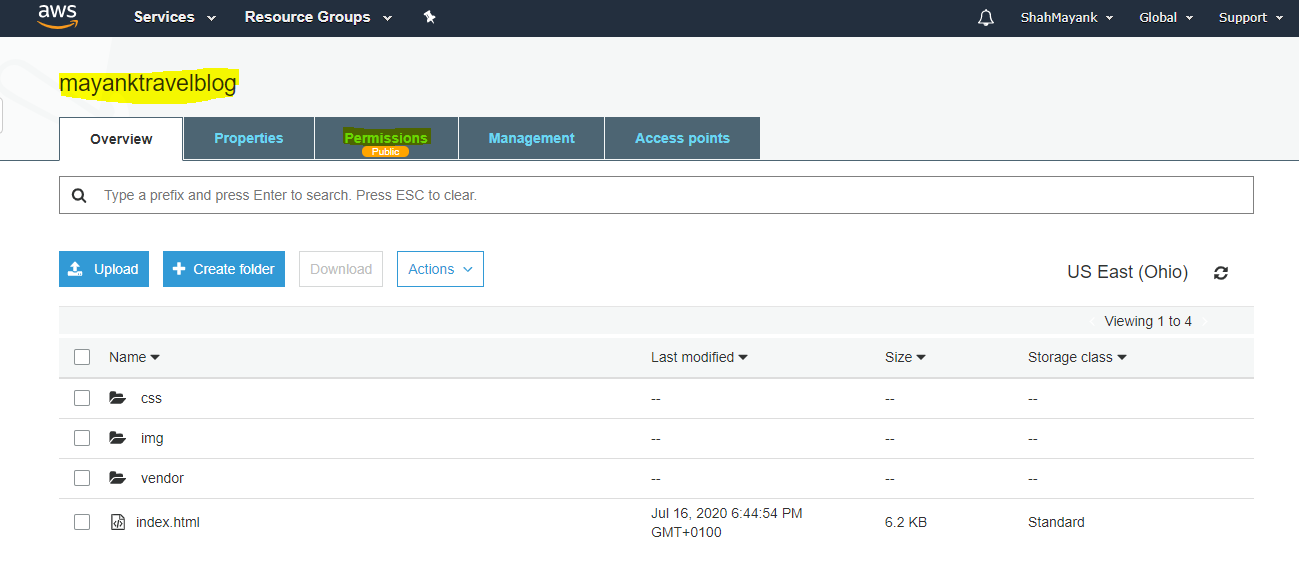 aws Services Resource Groups ShahMayank Global Support
mayanktravelblog
Overview Properties Permissions Management Access points
Public
Type a prefix and press Enter to search. Press ESC to clear.
Upload Create folder Download Actions US East (Ohio)
Viewing 1 to 4
Name Last modified Size Storage class
css -- -- --
img -- -- --
vendor -- -- --
index.html Jul 16, 2020 6:44:54 PM 6.2 KB Standard
GMT+0100